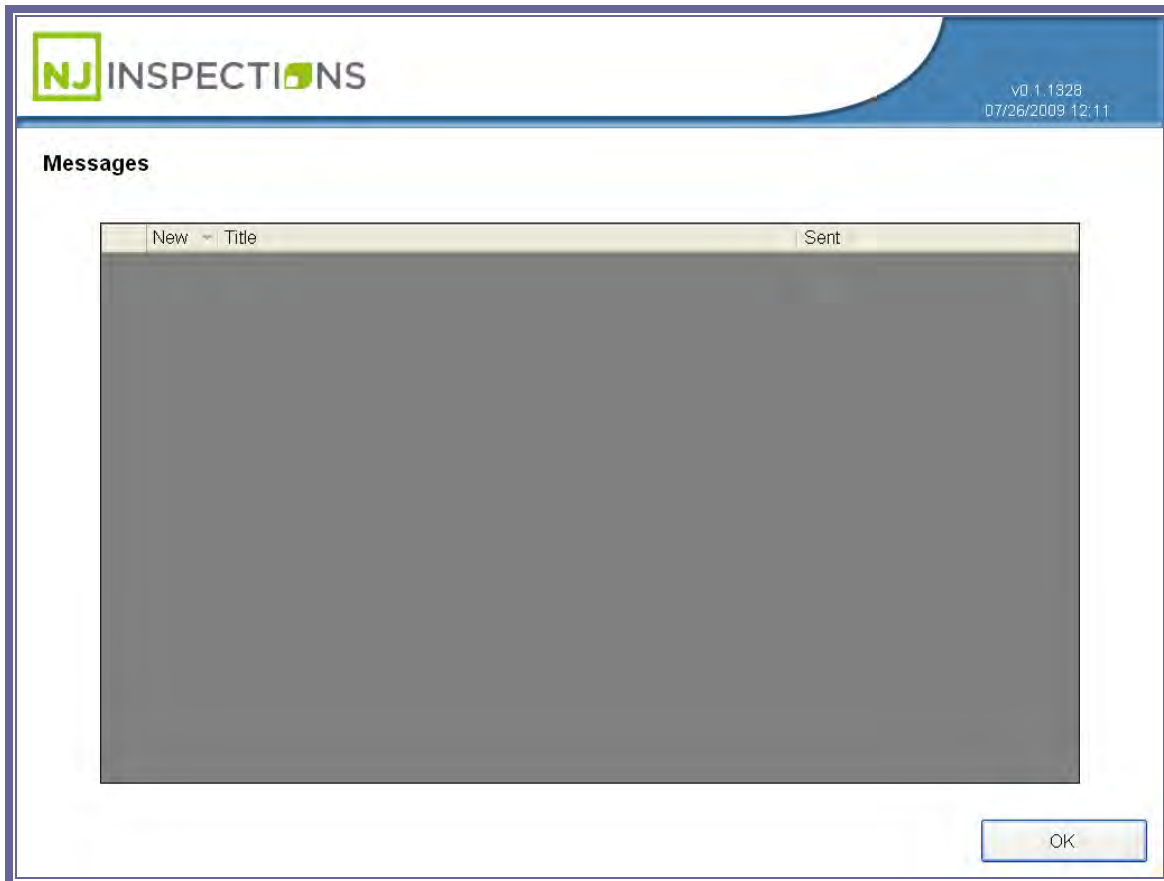 NJ INSPECTIONS
v0.1.1328
07/26/2009 12:11
Messages
New Title Sent
OK